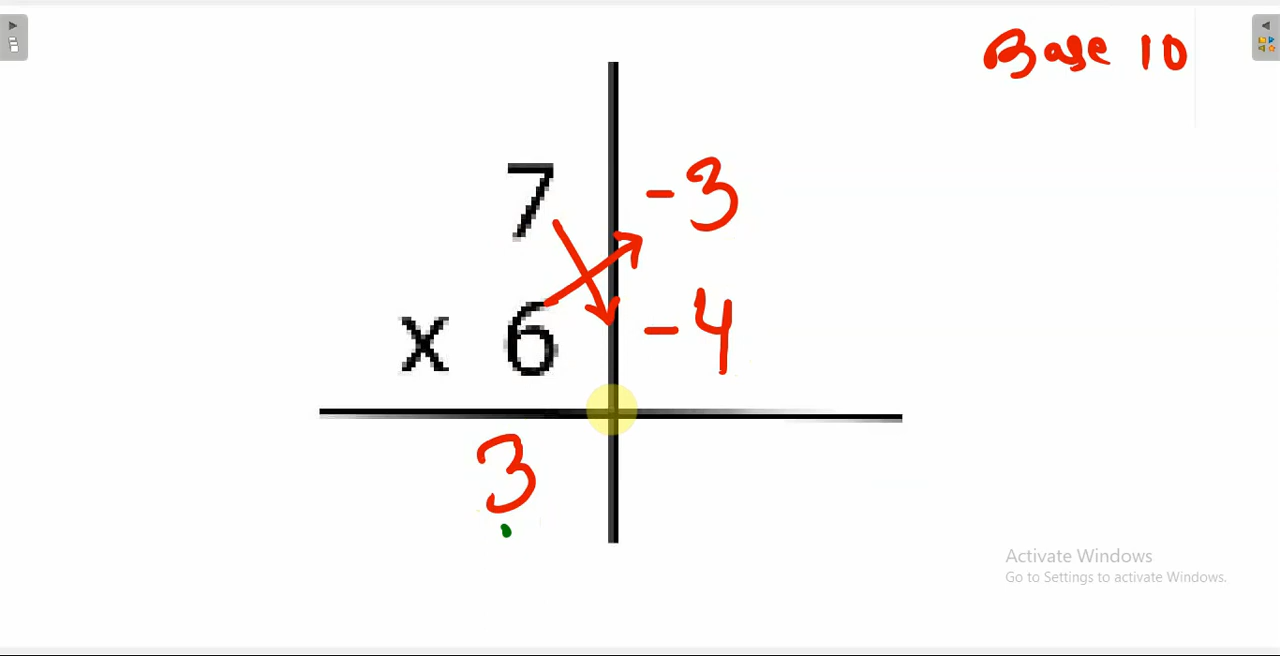 Base 10
7 -3
x 6 -4
3
Activate Windows
Go to Settings to activate Windows.